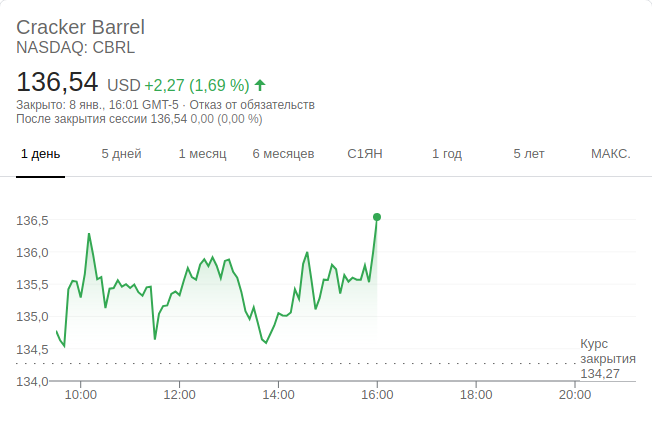 Cracker Barrel
NASDAQ: CBRL
136,54 USD +2,27 (1,69 %)
Закрыто: 8 янв., 16:01 GMT-5 · Отказ от обязательств
После закрытия сессии 136,54 0,00 (0,00 %)
1 день 5 дней 1 месяц 6 месяцев С1ЯН 1 год 5 лет МАКС.
136,5
136,0
135,5
135,0
134,5
134,0
Курс
закрытия
134,27
10:00 12:00 14:00 16:00 18:00 20:00